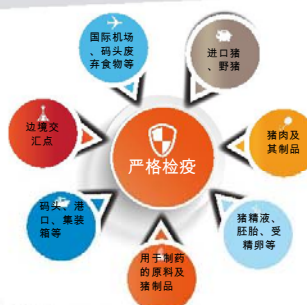 国际机场
、码头废
弃食物等
进口猪
、野猪
边境交
汇点
严格检疫
猪肉及
其制品
码头、港
口、集装
箱等
猪精液、
胚胎、受
精卵等
用于制药
的原料及
猪制品